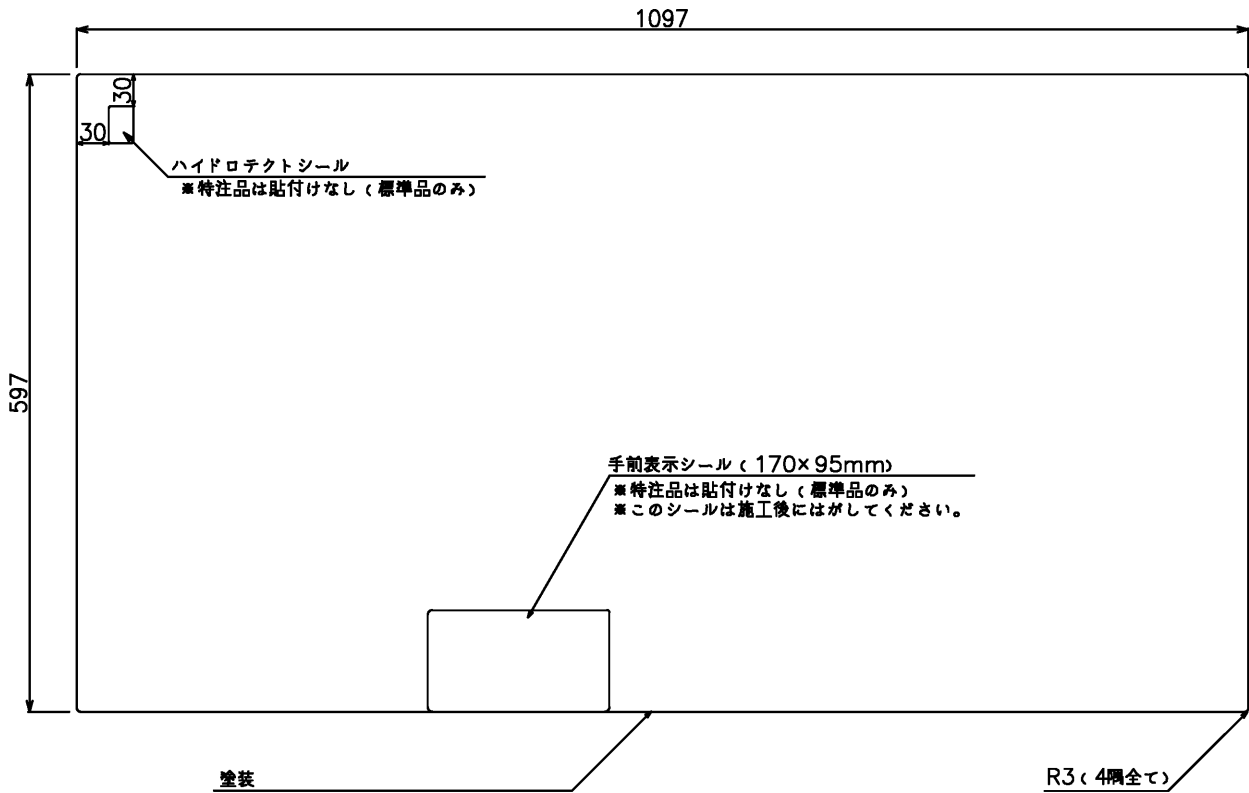 1097
30
30
ハイドロテクトシール
※特注品は貼付けなし(標準品のみ)
597
手前表示シール(170×95mm)
※特注品は貼付けなし(標準品のみ)
※このシールは施工後にはがしてください。
塗装
R3(4隅全て)